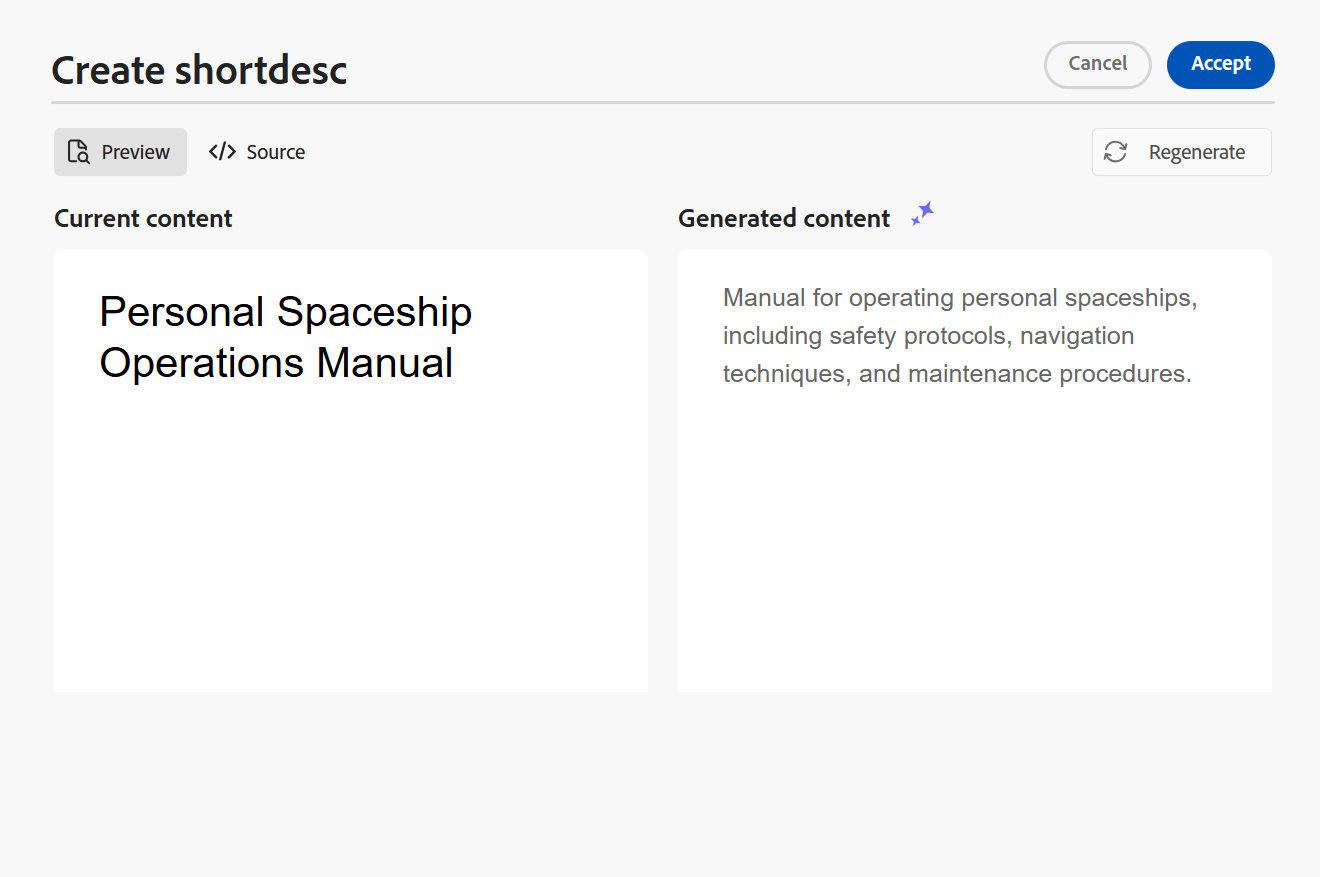 Create shortdesc
Cancel
Accept
Preview
</> Source
Regenerate
Current content
Generated content
Personal Spaceship
Operations Manual
Manual for operating personal spaceships,
including safety protocols, navigation
techniques, and maintenance procedures.